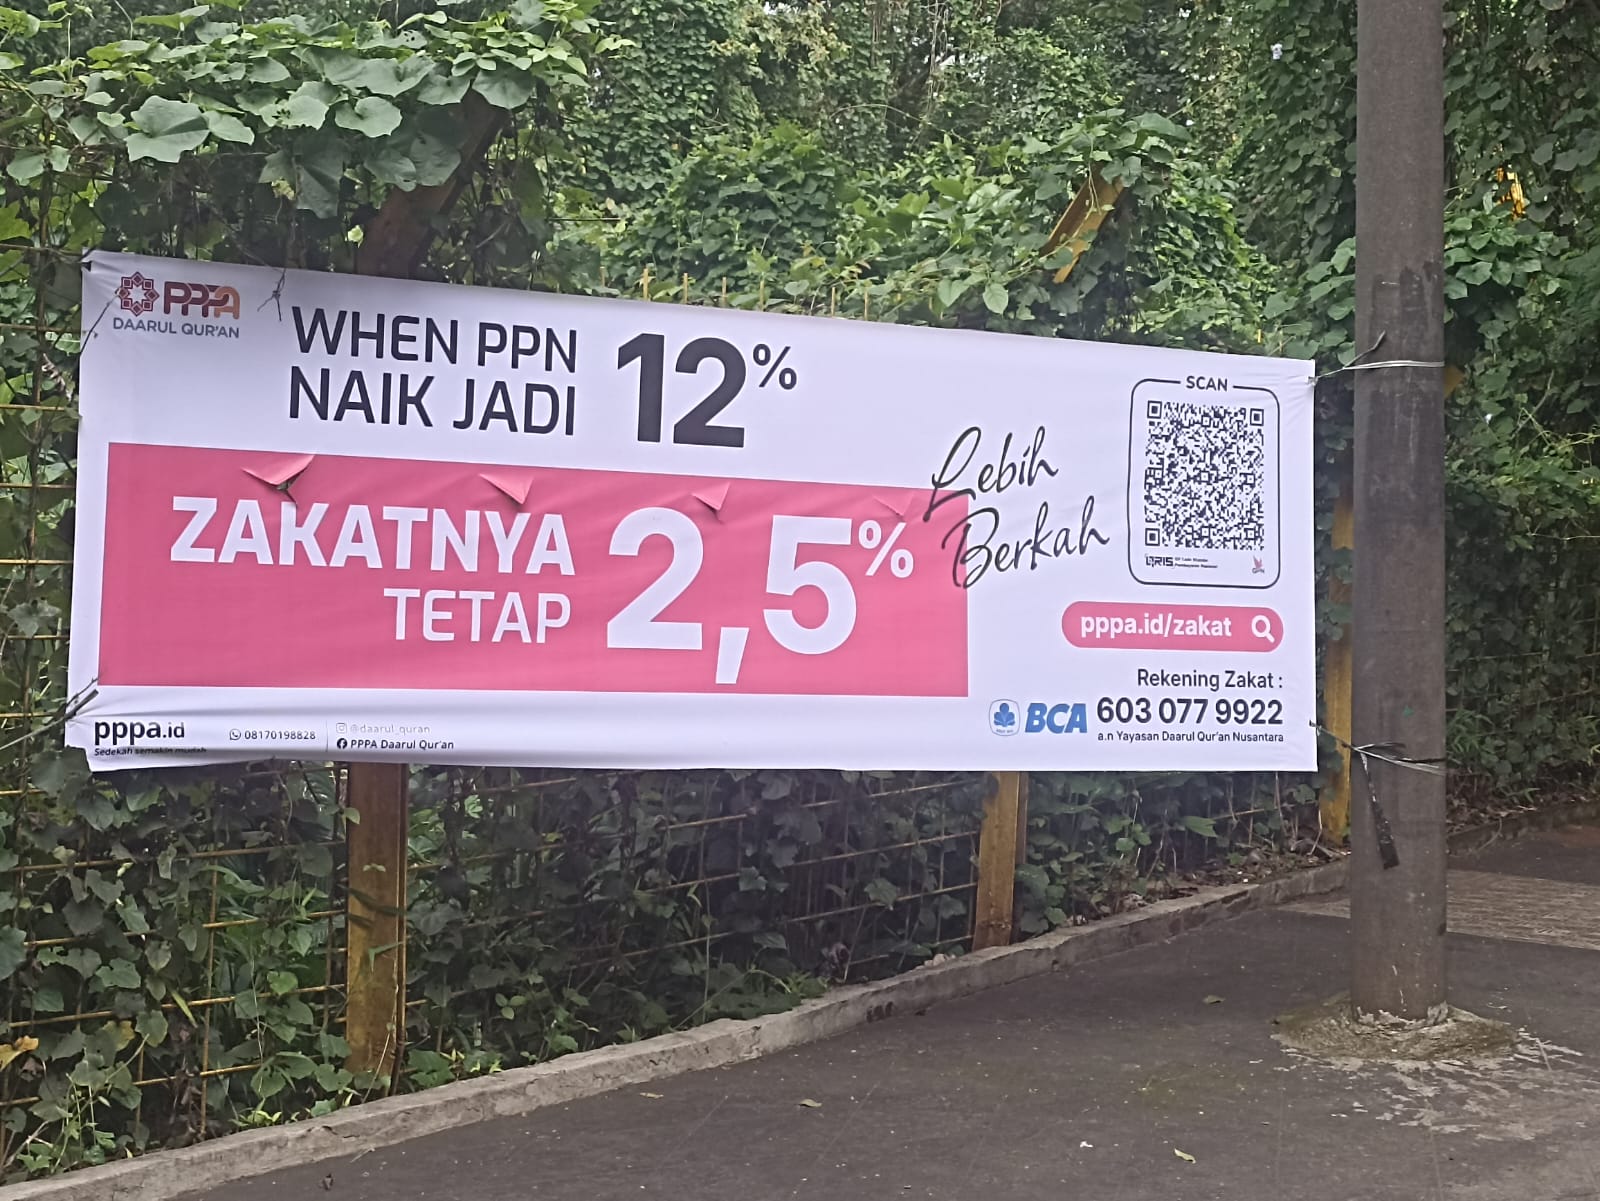 PPPA
DAARUL QUR'AN
WHEN PPN
NAIK JADI
12%
ZAKATNYA
TETAP
2,5%
Lebih
Berkah
SCAN
QRIS
GPN
pppa.id/zakat
Rekening Zakat :
BCA 603 077 9922
a.n Yayasan Daarul Qur'an Nusantara
pppa.id
Sedekah semakin mudah
08170198828
@daarul_quran
PPPA Daarul Qur'an